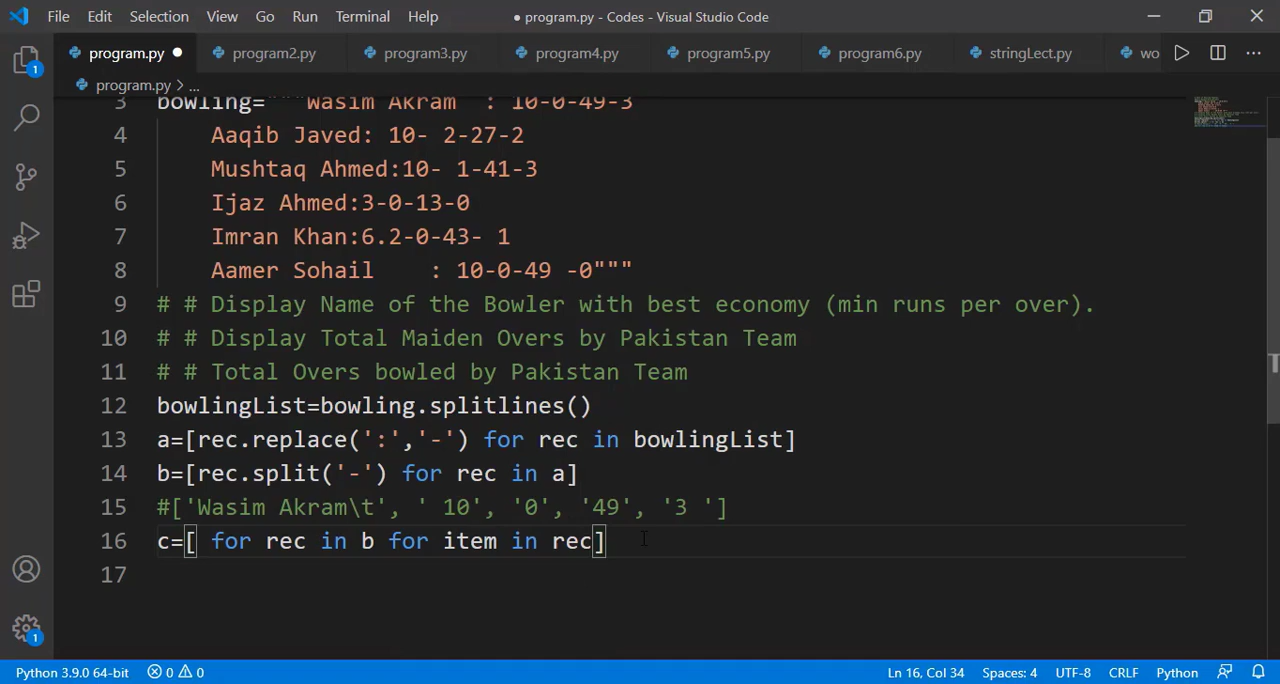 File Edit Selection View Go Run Terminal Help ● program.py - Codes - Visual Studio Code
program.py ● program2.py program3.py program4.py program5.py program6.py stringLect.py wo
program.py > ...
3 bowling="""Wasim Akram : 10-0-49-3
4 Aaqib Javed: 10- 2-27-2
5 Mushtaq Ahmed:10- 1-41-3
6 Ijaz Ahmed:3-0-13-0
7 Imran Khan:6.2-0-43- 1
8 Aamer Sohail : 10-0-49 -0"""
9 # # Display Name of the Bowler with best economy (min runs per over).
10 # # Display Total Maiden Overs by Pakistan Team
11 # # Total Overs bowled by Pakistan Team
12 bowlingList=bowling.splitlines()
13 a=[rec.replace(':','-') for rec in bowlingList]
14 b=[rec.split('-') for rec in a]
15 #['Wasim Akram\t', ' 10', '0', '49', '3 ']
16 c=[ for rec in b for item in rec]
17
1
1
Python 3.9.0 64-bit 0 0 Ln 16, Col 34 Spaces: 4 UTF-8 CRLF Python